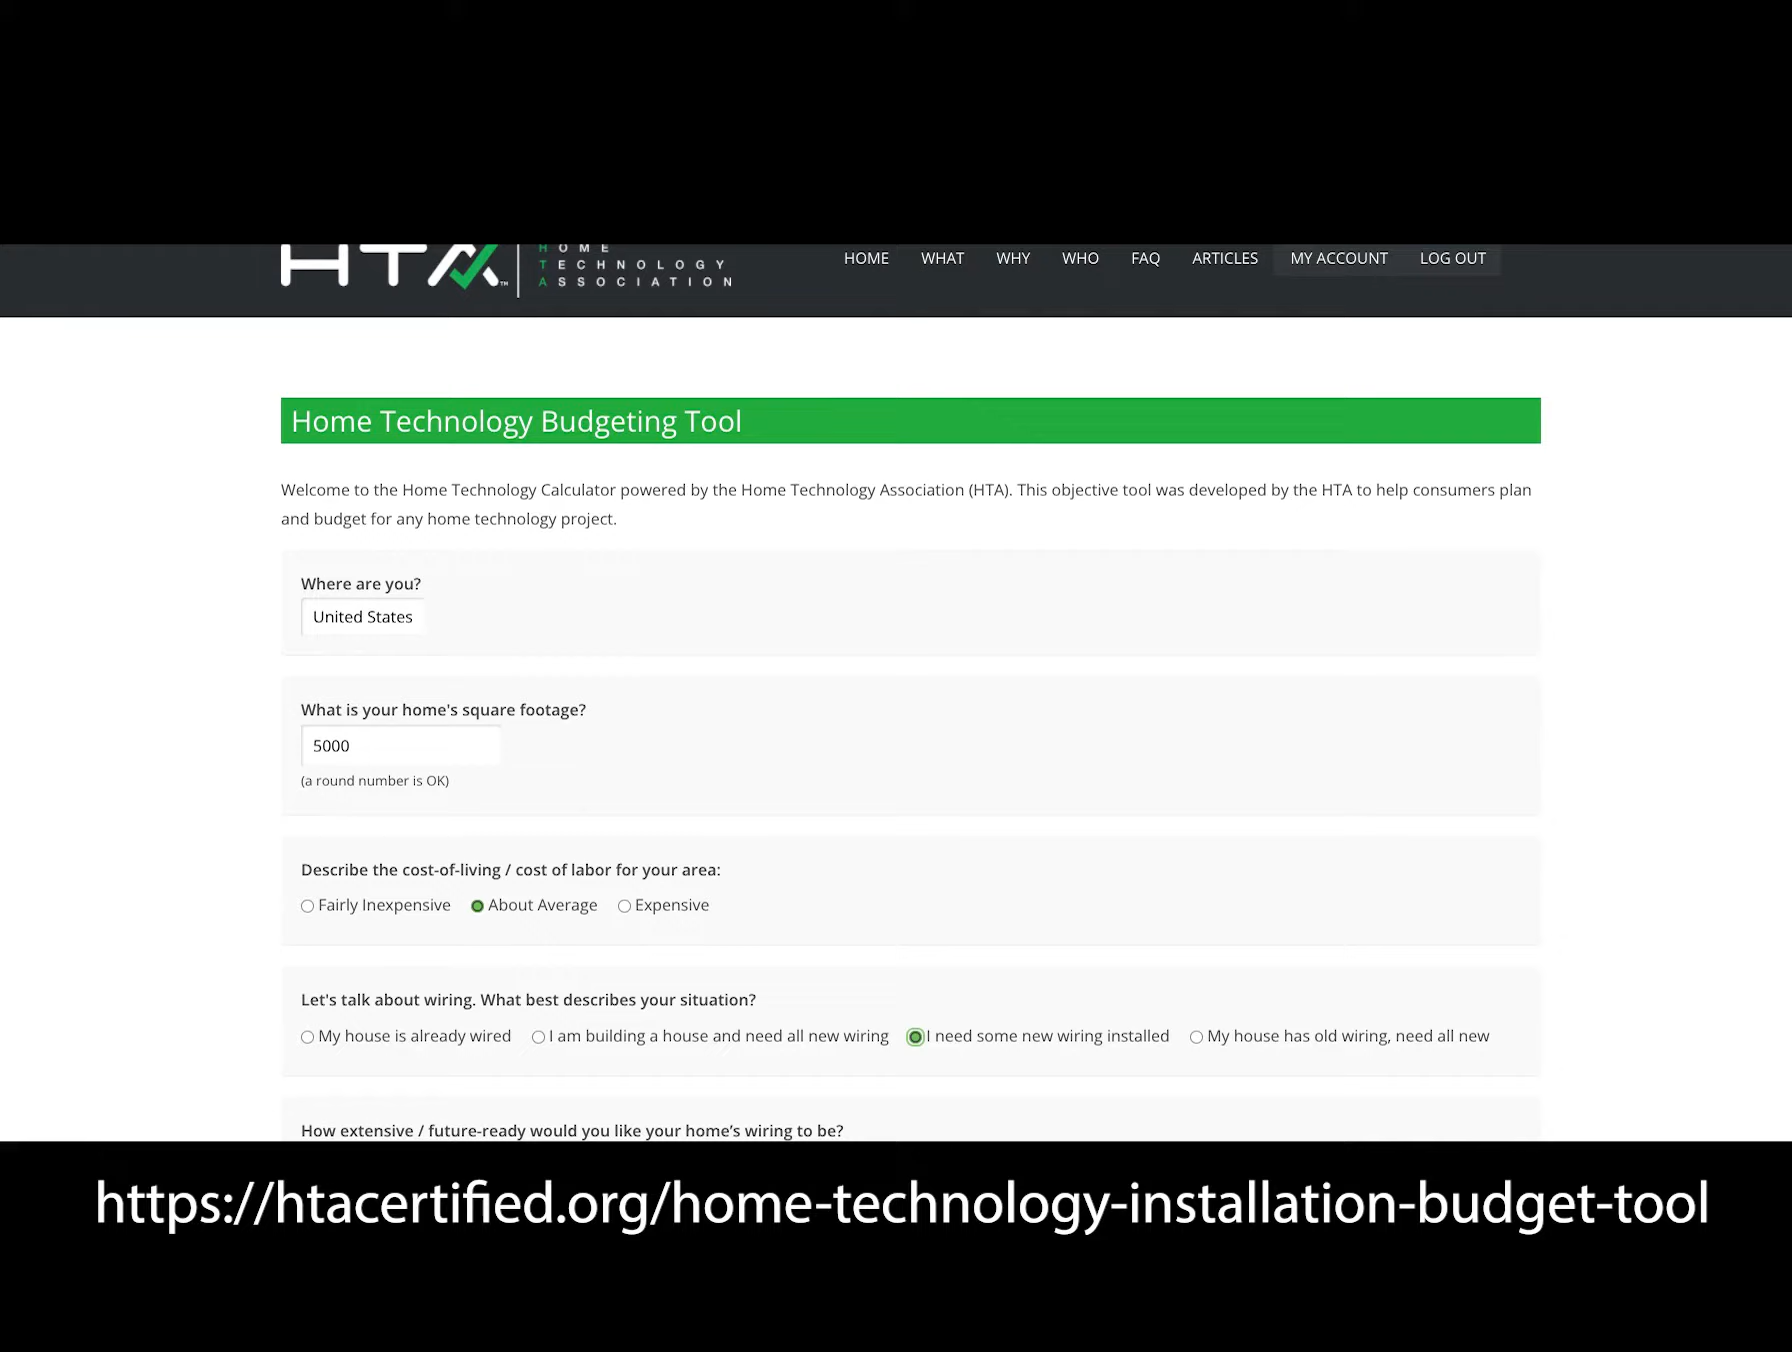 HTA™ HOME
TECHNOLOGY
ASSOCIATION
HOME WHAT WHY WHO FAQ ARTICLES MY ACCOUNT LOG OUT
Home Technology Budgeting Tool
Welcome to the Home Technology Calculator powered by the Home Technology Association (HTA). This objective tool was developed by the HTA to help consumers plan
and budget for any home technology project.
Where are you?
United States
What is your home's square footage?
5000
(a round number is OK)
Describe the cost-of-living / cost of labor for your area:
Fairly Inexpensive About Average Expensive
Let's talk about wiring. What best describes your situation?
My house is already wired I am building a house and need all new wiring I need some new wiring installed My house has old wiring, need all new
How extensive / future-ready would you like your home’s wiring to be?
https://htacertified.org/home-technology-installation-budget-tool